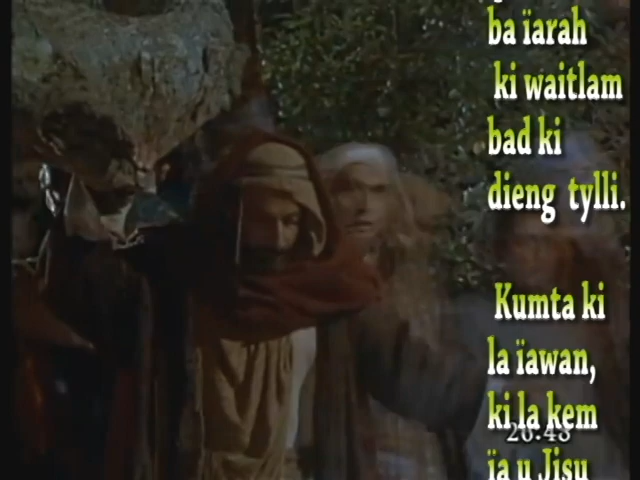 ba ïarah
ki waitlam
bad ki
dieng tylli.
Kumta ki
la ïawan,
ki la kem
26:48
ïa u Jisu